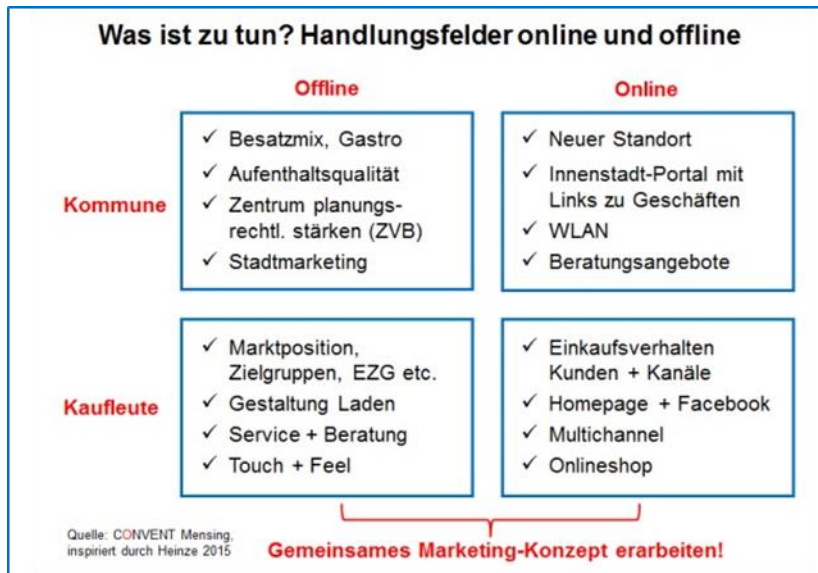 Was ist zu tun? Handlungsfelder online und offline
Offline
Online
Kommune
✓ Besatzmix, Gastro
✓ Aufenthaltsqualität
✓ Zentrum planungs-
rechtl. stärken (ZVB)
✓ Stadtmarketing
✓ Neuer Standort
✓ Innenstadt-Portal mit
Links zu Geschäften
✓ WLAN
✓ Beratungsangebote
Kaufleute
✓ Marktposition,
Zielgruppen, EZG etc.
✓ Gestaltung Laden
✓ Service + Beratung
✓ Touch + Feel
✓ Einkaufsverhalten
Kunden + Kanäle
✓ Homepage + Facebook
✓ Multichannel
✓ Onlineshop
Quelle: CONVENT Mensing,
inspiriert durch Heinze 2015
Gemeinsames Marketing-Konzept erarbeiten!